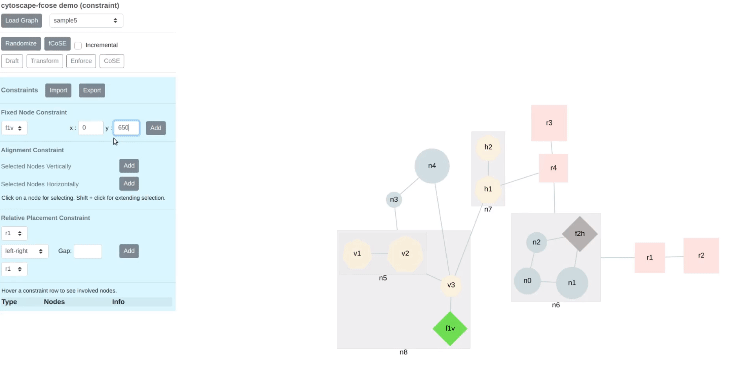 cytoscape-fcose demo (constraint)
Load Graph sample5
Randomize fCoSE Incremental
Draft Transform Enforce CoSE
Constraints Import Export
Fixed Node Constraint
f1v x : 0 y : 650 Add
Alignment Constraint
Selected Nodes Vertically Add
Selected Nodes Horizontally Add
Click on a node for selecting, Shift + click for extending selection.
Relative Placement Constraint
r1
left-right Gap: Add
r1
Hover a constraint row to see involved nodes.
Type Nodes Info
r3
h2
n4
r4
h1
n3
n7
f2h
n2
v1 v2
r1 r2
n5
n0 n1
v3
n6
f1v
n8